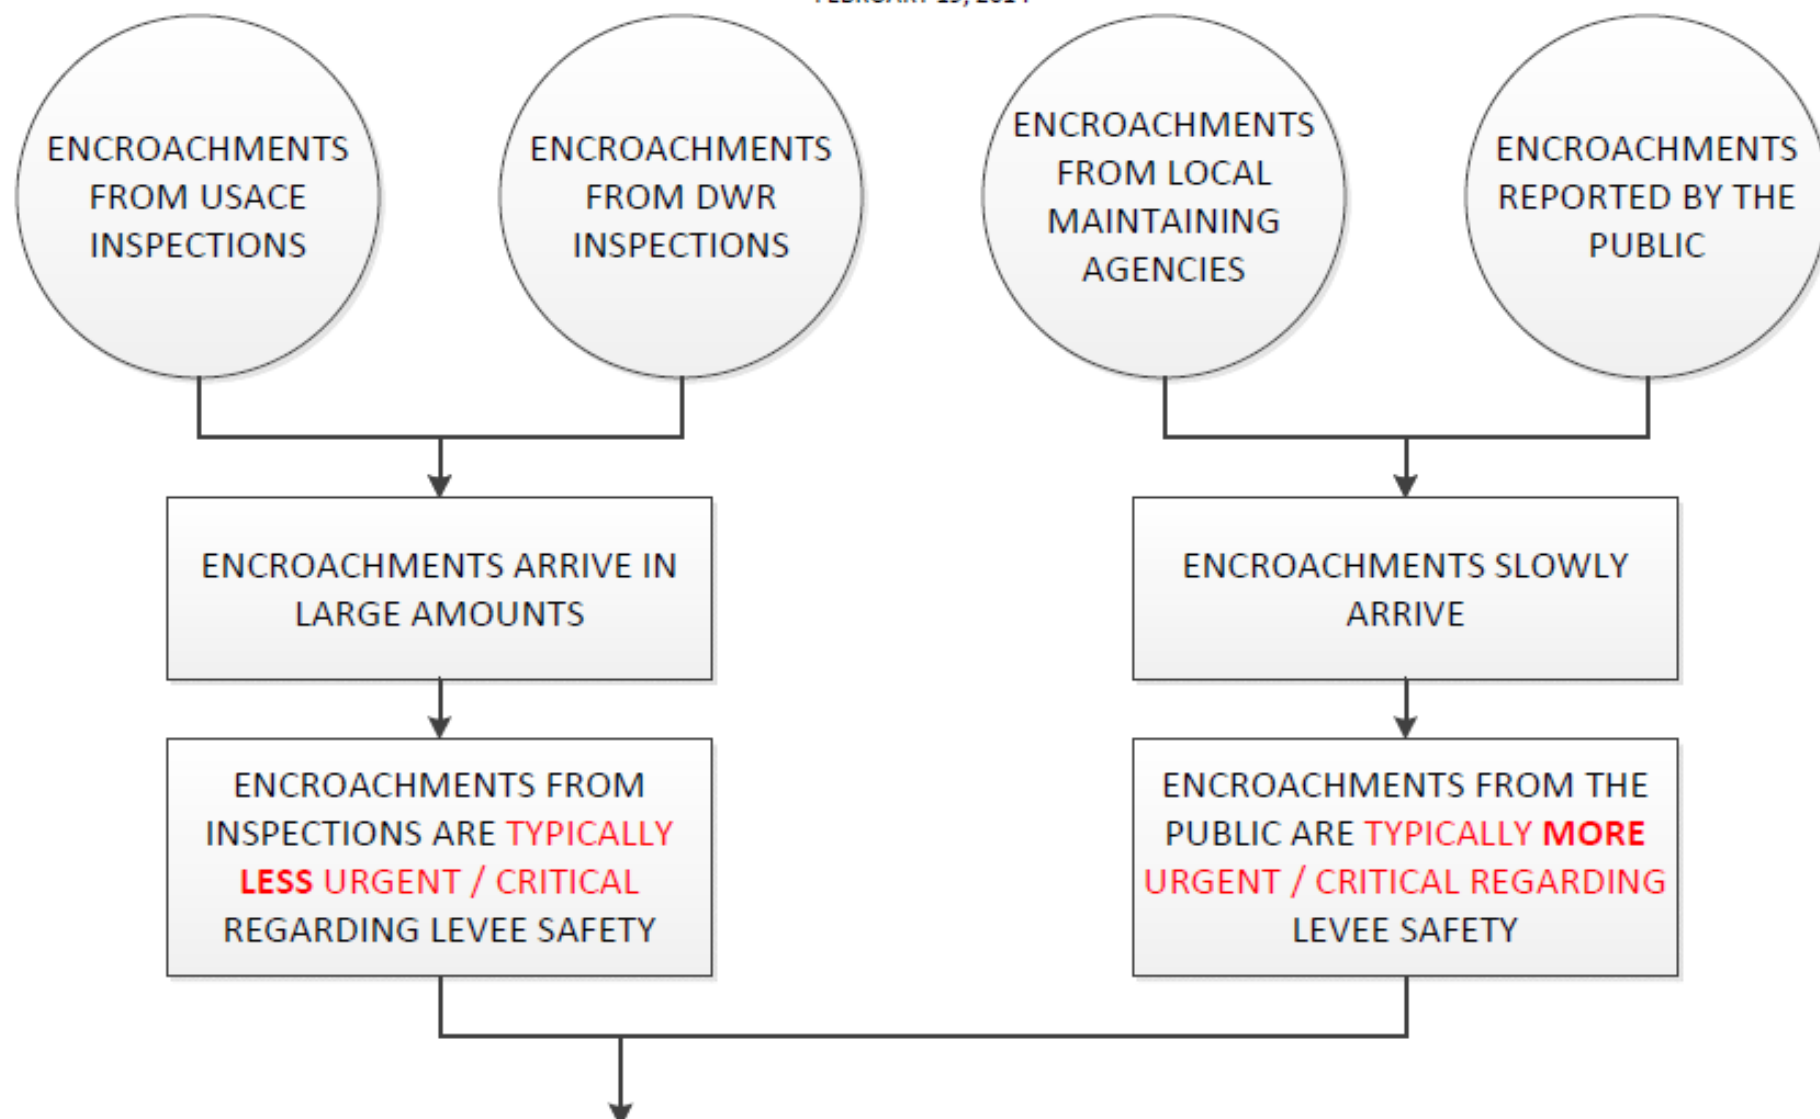 ENCROACHMENTS
FROM USACE
INSPECTIONS
ENCROACHMENTS
FROM DWR
INSPECTIONS
ENCROACHMENTS
FROM LOCAL
MAINTAINING
AGENCIES
ENCROACHMENTS
REPORTED BY THE
PUBLIC
ENCROACHMENTS ARRIVE IN
LARGE AMOUNTS
ENCROACHMENTS SLOWLY
ARRIVE
ENCROACHMENTS FROM
INSPECTIONS ARE TYPICALLY
LESS URGENT / CRITICAL
REGARDING LEVEE SAFETY
ENCROACHMENTS FROM THE
PUBLIC ARE TYPICALLY MORE
URGENT / CRITICAL REGARDING
LEVEE SAFETY